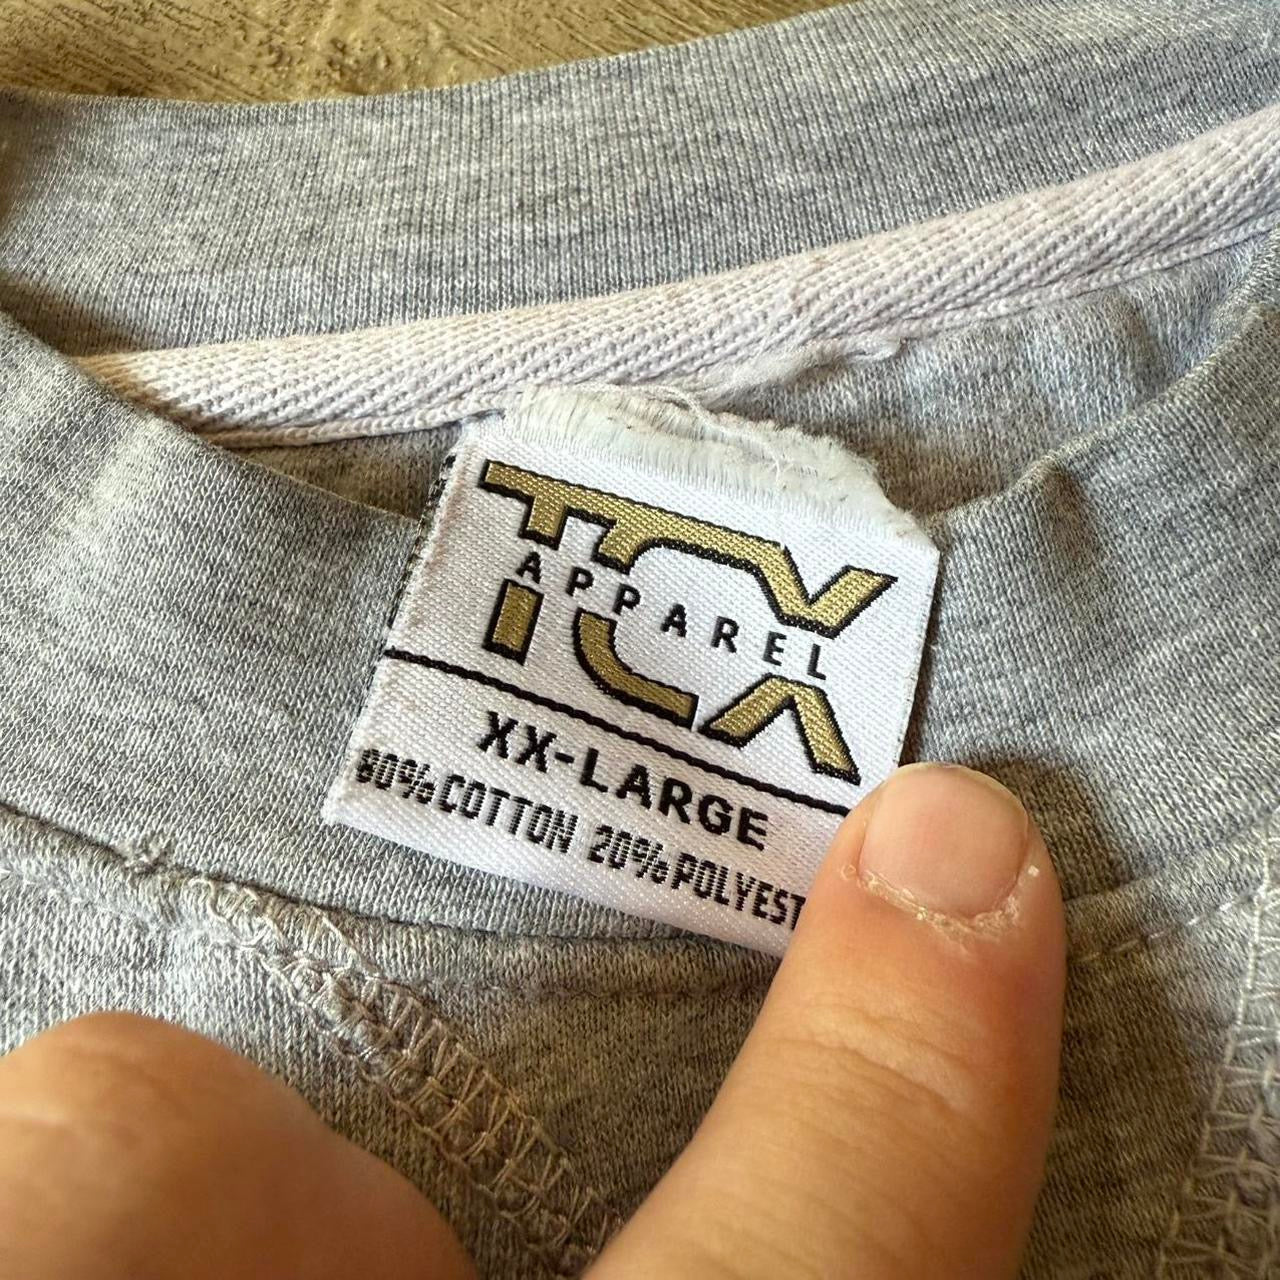 TCX
APPAREL
XX-LARGE
80% COTTON 20% POLYEST